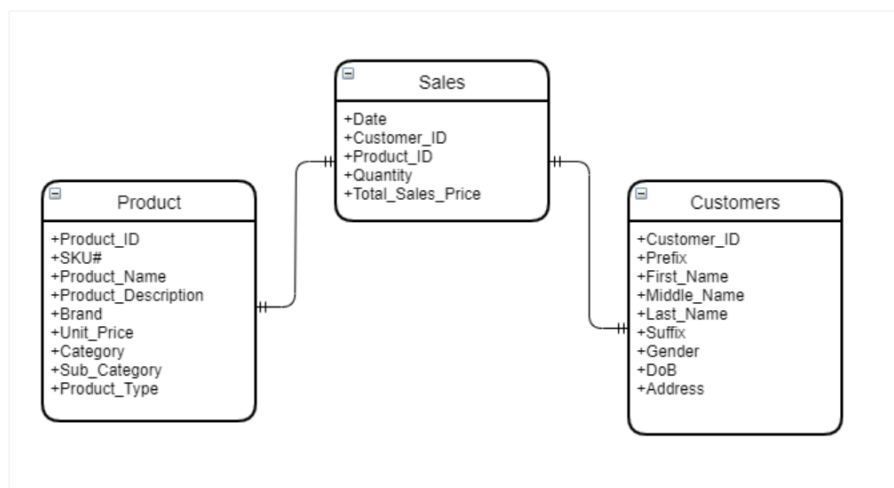 Sales
+Date
+Customer_ID
+Product_ID
+Quantity
+Total_Sales_Price
Product
+Product_ID
+SKU#
+Product_Name
+Product_Description
+Brand
+Unit_Price
+Category
+Sub_Category
+Product_Type
Customers
+Customer_ID
+Prefix
+First_Name
+Middle_Name
+Last_Name
+Suffix
+Gender
+DoB
+Address